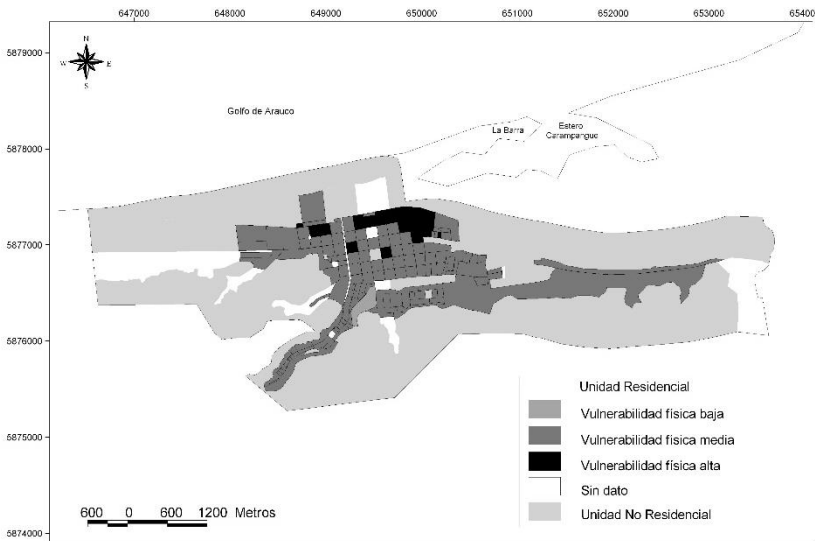 647000 648000 649000 650000 651000 652000 653000 65400
5879000
N
W E
S
Golfo de Arauco
La Barra
Estero
Carampangue
5878000
5877000
5876000
5875000
5874000
Unidad Residencial
Vulnerabilidad física baja
Vulnerabilidad física media
Vulnerabilidad física alta
Sin dato
Unidad No Residencial
600 0 600 1200 Metros